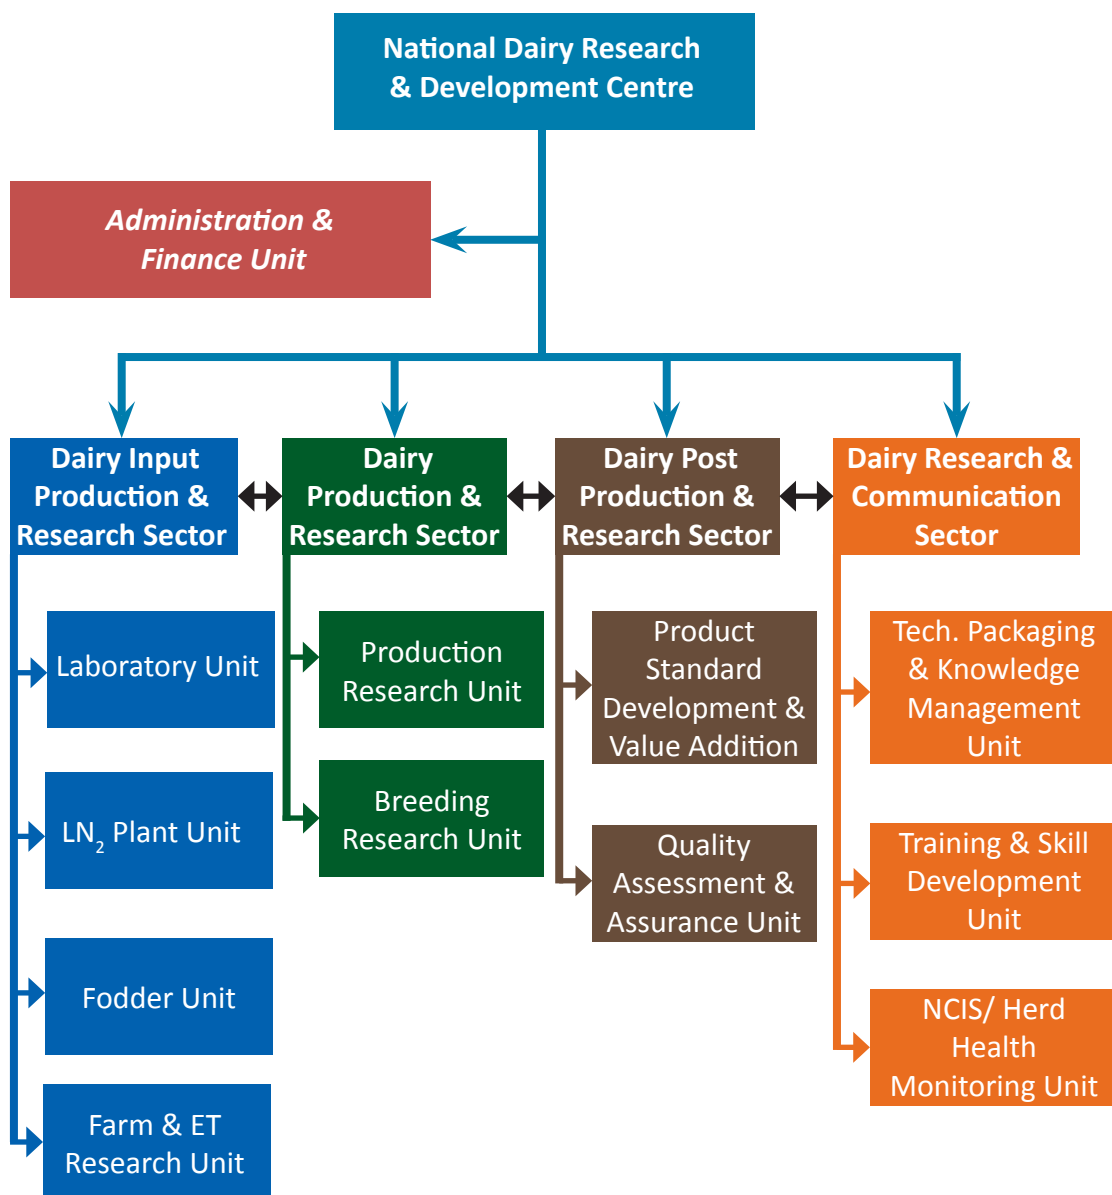 National Dairy Research
& Development Centre
Administration &
Finance Unit
Dairy Input
Production &
Research Sector
Laboratory Unit
LN₂ Plant Unit
Fodder Unit
Farm & ET
Research Unit
Dairy
Production &
Research Sector
Production
Research Unit
Breeding
Research Unit
Dairy Post
Production &
Research Sector
Product
Standard
Development &
Value Addition
Quality
Assessment &
Assurance Unit
Dairy Research &
Communication
Sector
Tech. Packaging
& Knowledge
Management
Unit
Training & Skill
Development
Unit
NCIS/ Herd
Health
Monitoring Unit